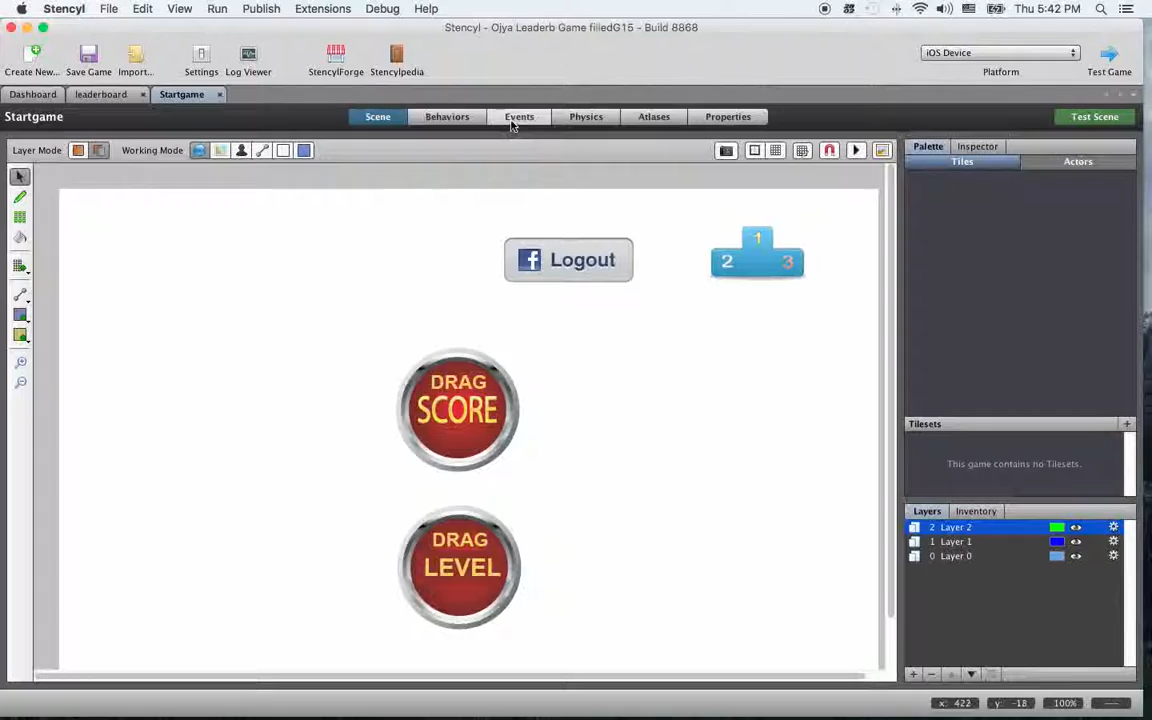 Stencyl File Edit View Run Publish Extensions Debug Help Thu 5:42 PM
Stencyl - Ojya Leaderb Game filledG15 - Build 8868
Create New... Save Game Import... Settings Log Viewer StencylForge Stencylpedia iOS Device Platform Test Game
Dashboard leaderboard Startgame
Startgame Scene Behaviors Events Physics Atlases Properties Test Scene
Layer Mode Working Mode Palette Inspector
Tiles Actors
1
2 3
f Logout
DRAG
SCORE
DRAG
LEVEL
Tilesets
This game contains no Tilesets.
Layers Inventory
2 Layer 2
1 Layer 1
0 Layer 0
x: 422 y: -18 100%